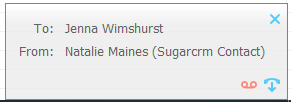 To: Jenna Wimshurst
From: Natalie Maines (Sugarcrm Contact)